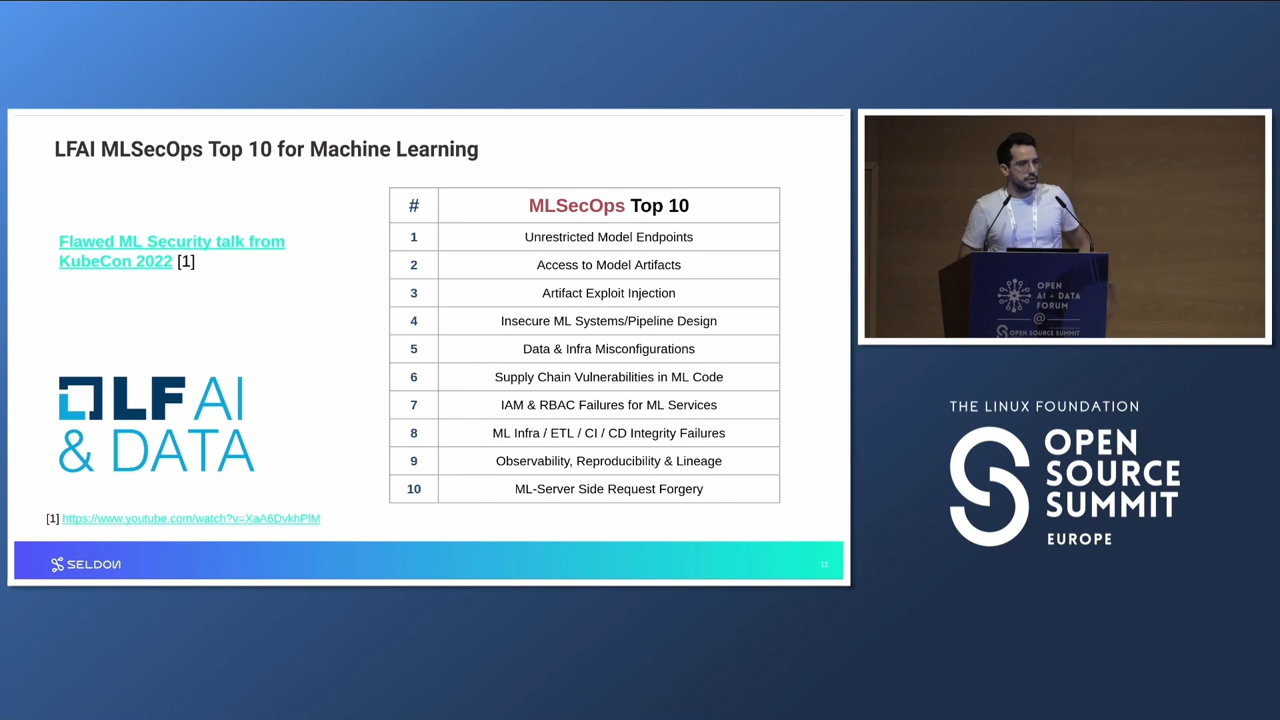 LFAI MLSecOps Top 10 for Machine Learning
Flawed ML Security talk from
KubeCon 2022 [1]
LF AI
& DATA
# MLSecOps Top 10
1 Unrestricted Model Endpoints
2 Access to Model Artifacts
3 Artifact Exploit Injection
4 Insecure ML Systems/Pipeline Design
5 Data & Infra Misconfigurations
6 Supply Chain Vulnerabilities in ML Code
7 IAM & RBAC Failures for ML Services
8 ML Infra / ETL / CI / CD Integrity Failures
9 Observability, Reproducibility & Lineage
10 ML-Server Side Request Forgery
[1] https://www.youtube.com/watch?v=XaA6DvkhPlM
SELDON
11
OPEN
AI + DATA
FORUM
@
OPEN SOURCE SUMMIT
THE LINUX FOUNDATION
OPEN
SOURCE
SUMMIT
EUROPE